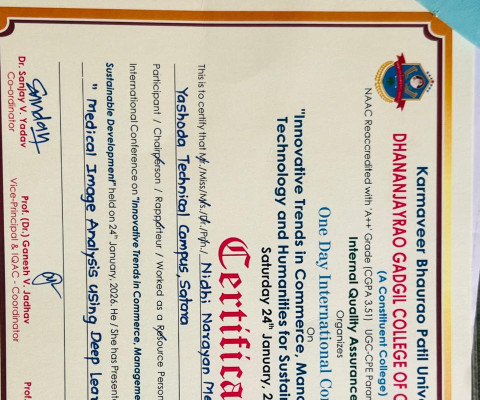 Karmaveer Bhaurao Patil Unive
DHANANJAYRAO GADGIL COLLEGE OF C
(A Constituent College)
NAAC Reaccredited with 'A++' Grade (CGPA 3.51) UGC-CPE Param
Internal Quality Assurance
Organizes
One Day International Co
On
"Innovative Trends in Commerce, Mana
Technology and Humanities for Sustain
Saturday 24th January, 2
Certifica
This is to certify that Mr./Miss/Mrs./Dr./Prin./ Nidhi Narayan Me
Yashoda Technical Campus, Satara
Participant / Chairperson / Rapporteur / Worked as a Resource Person
International Conference on "Innovative Trends in Commerce, Manageme
Sustainable Development" held on 24th January, 2026. He / She has Present
" Medical Image Analysis using Deep Lear
Dr. Sanjay V. Yadav
Co-ordinator
Prof. (Dr.) Ganesh V. Jadhav
Vice-Principal & IQAC - Coordinator
Prof.